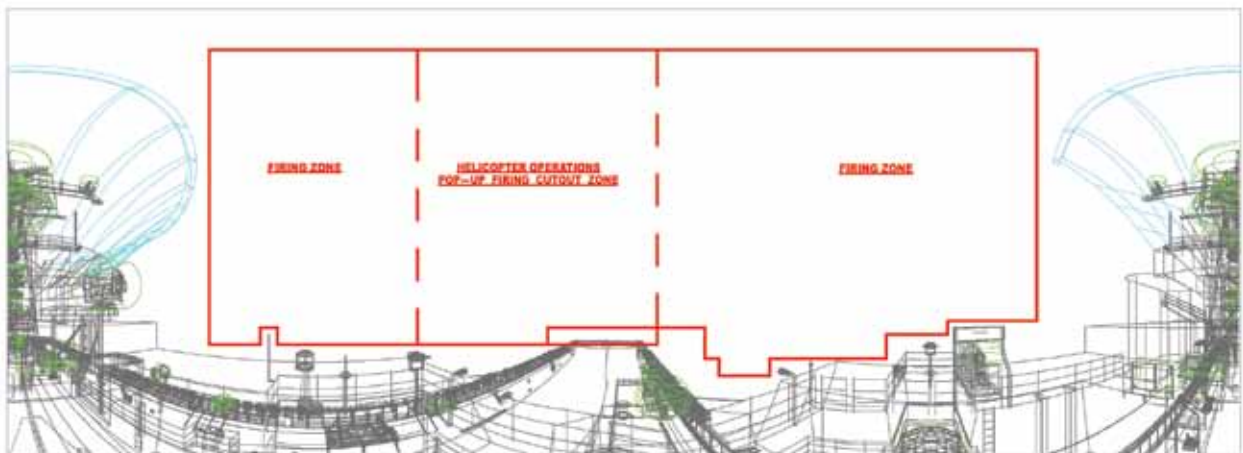 FIRING ZONE
HELICOPTER OPERATIONS
POP-UP FIRING CUTOUT ZONE
FIRING ZONE